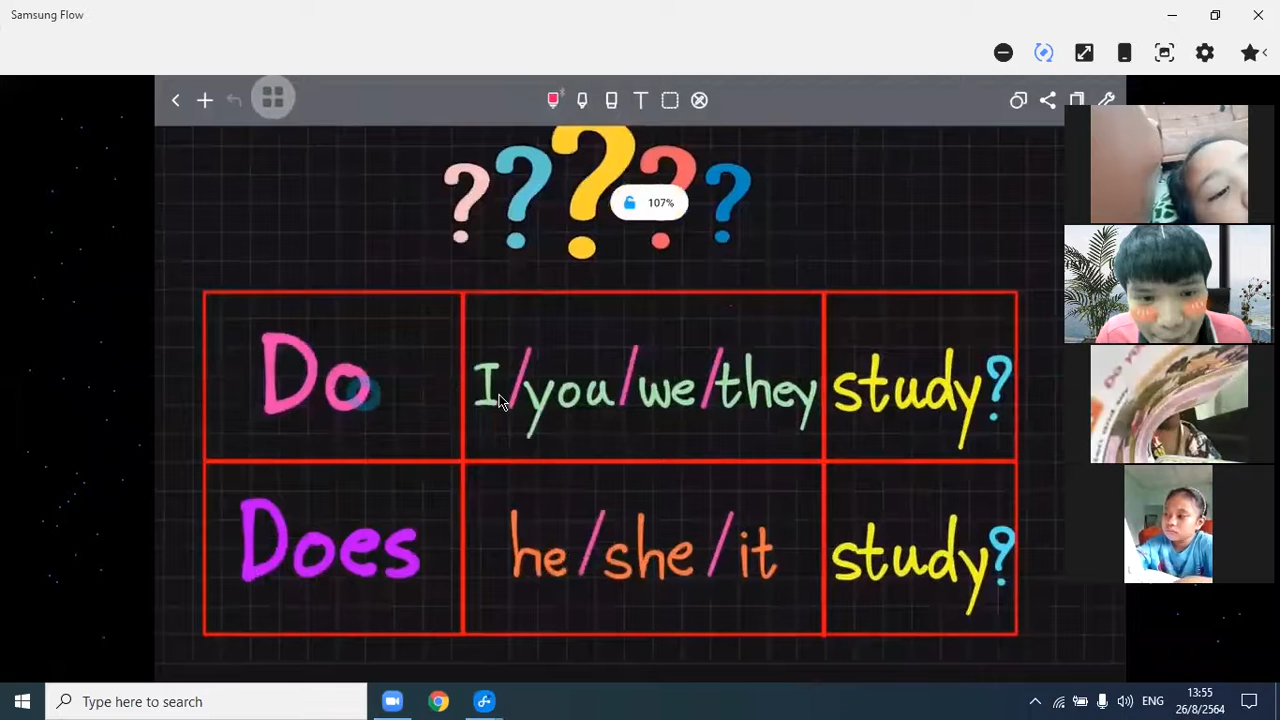 Samsung Flow
? ? ? ? ?
107%
Do I/you/we/they study?
Does he/she/it study?
Type here to search
ENG
13:55
26/8/2564